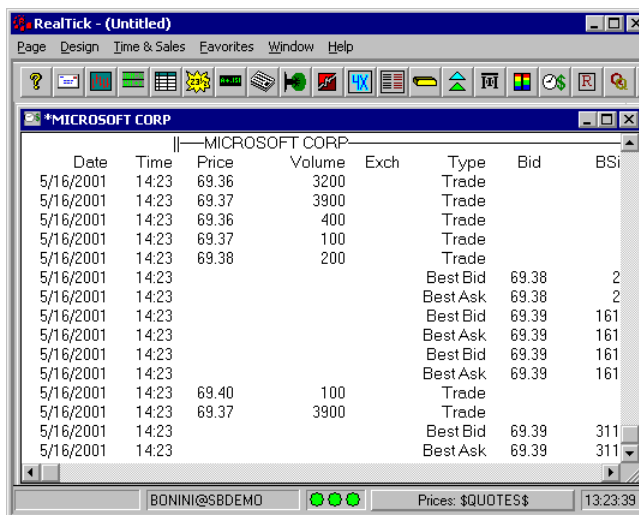 RealTick - (Untitled)
Page Design Time & Sales Favorites Window Help
*MICROSOFT CORP
MICROSOFT CORP
Date Time Price Volume Exch Type Bid BSi
5/16/2001 14:23 69.36 3200 Trade
5/16/2001 14:23 69.37 3900 Trade
5/16/2001 14:23 69.36 400 Trade
5/16/2001 14:23 69.37 100 Trade
5/16/2001 14:23 69.38 200 Trade
5/16/2001 14:23 Best Bid 69.38 2
5/16/2001 14:23 Best Ask 69.38 2
5/16/2001 14:23 Best Bid 69.39 161
5/16/2001 14:23 Best Ask 69.39 161
5/16/2001 14:23 Best Bid 69.39 161
5/16/2001 14:23 Best Ask 69.39 161
5/16/2001 14:23 69.40 100 Trade
5/16/2001 14:23 69.37 3900 Trade
5/16/2001 14:23 Best Bid 69.39 311
5/16/2001 14:23 Best Ask 69.39 311
BONINI@SBDEMO Prices: $QUOTES$ 13:23:39